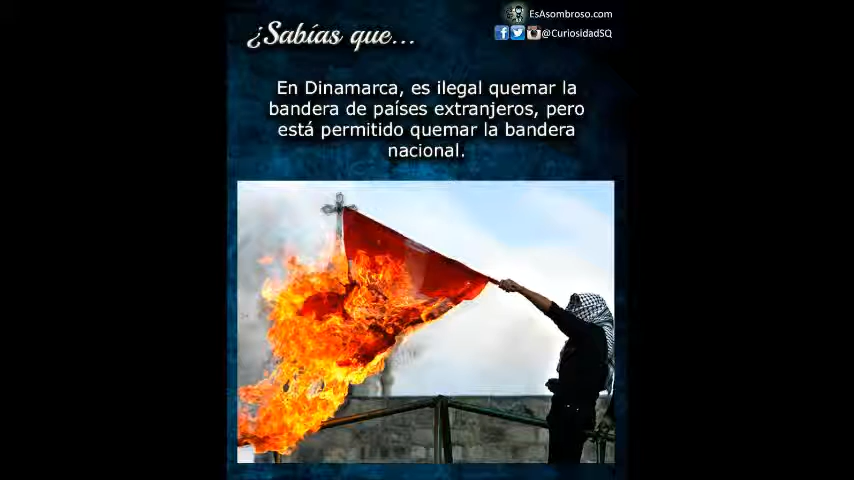 EsAsombroso.com
¿Sabías que...
@CuriosidadSQ
En Dinamarca, es ilegal quemar la
bandera de países extranjeros, pero
está permitido quemar la bandera
nacional.